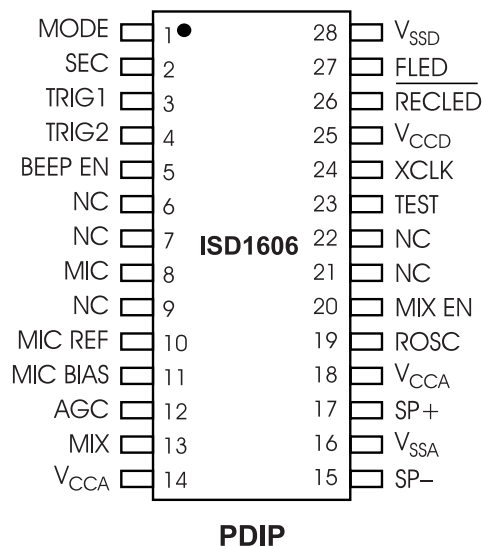 MODE 1 28 VSSD
SEC 2 27 FLED
TRIG1 3 26 RECLED
TRIG2 4 25 VCCD
BEEP EN 5 24 XCLK
NC 6 23 TEST
NC 7 ISD1606 22 NC
MIC 8 21 NC
NC 9 20 MIX EN
MIC REF 10 19 ROSC
MIC BIAS 11 18 VCCA
AGC 12 17 SP+
MIX 13 16 VSSA
VCCA 14 15 SP–
PDIP